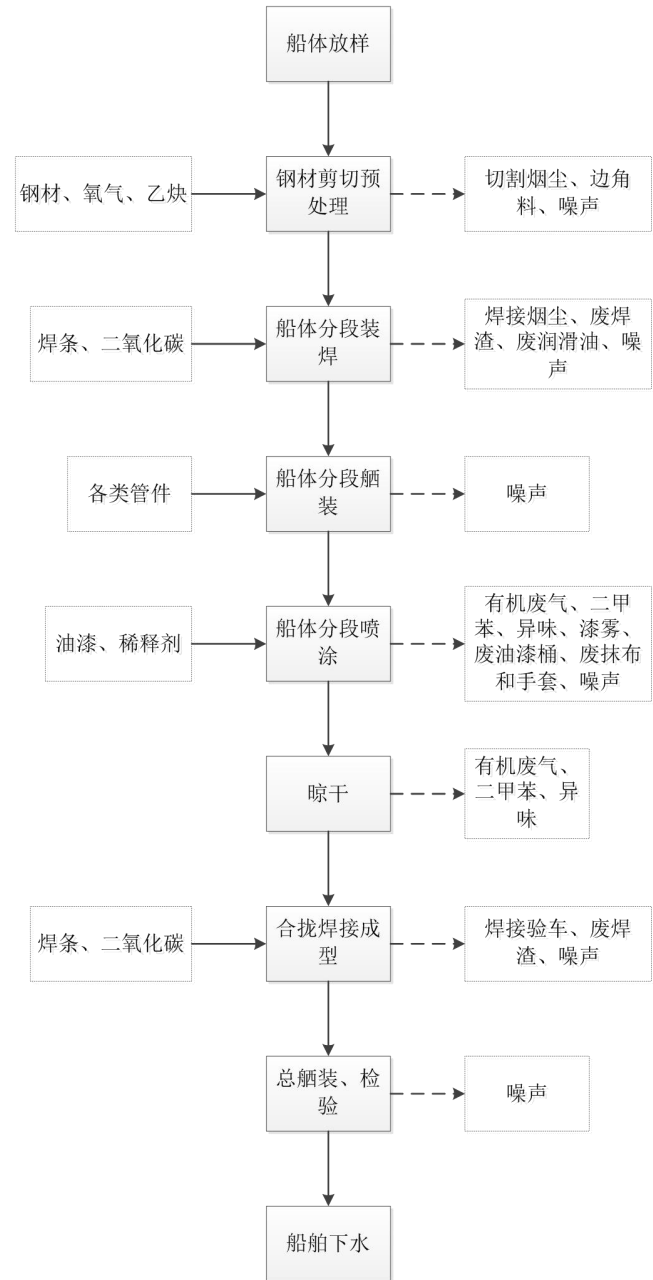 船体放样
钢材、氧气、乙炔
钢材剪切预
处理
切割烟尘、边角
料、噪声
焊条、二氧化碳
船体分段装
焊
焊接烟尘、废焊
渣、废润滑油、噪
声
各类管件
船体分段舾
装
噪声
油漆、稀释剂
船体分段喷
涂
有机废气、二甲
苯、异味、漆雾、
废油漆桶、废抹布
和手套、噪声
晾干
有机废气、
二甲苯、异
味
焊条、二氧化碳
合拢焊接成
型
焊接验车、废焊
渣、噪声
总舾装、检
验
噪声
船舶下水